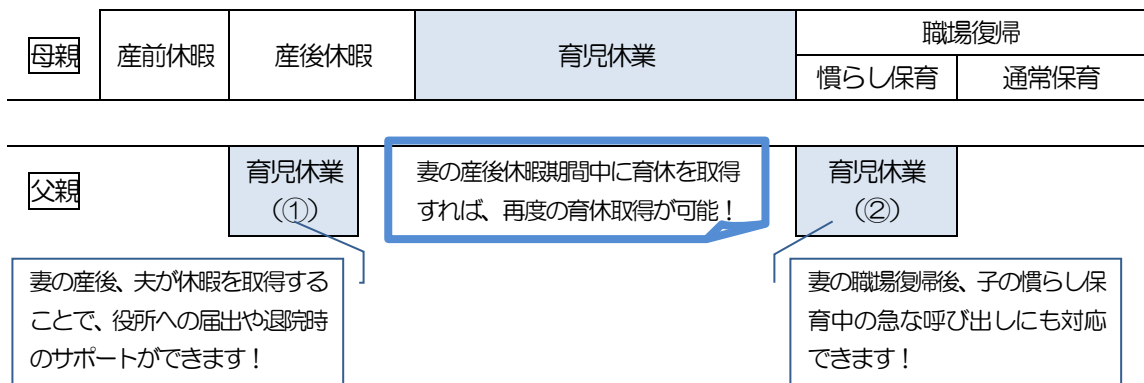 母親
産前休暇
産後休暇
育児休業
職場復帰
慣らし保育
通常保育
父親
育児休業
(①)
妻の産後休暇期間中に育休を取得
すれば、再度の育休取得が可能！
育児休業
(②)
妻の産後、夫が休暇を取得する
ことで、役所への届出や退院時
のサポートができます！
妻の職場復帰後、子の慣らし保
育中の急な呼び出しにも対応
できます！